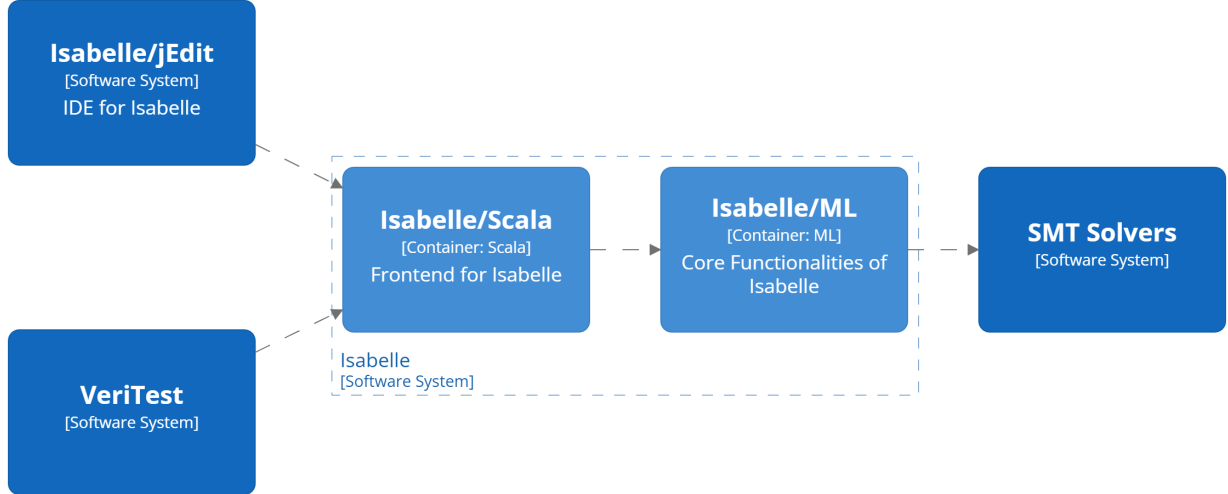 Isabelle/jEdit
[Software System]
IDE for Isabelle
Isabelle/Scala
[Container: Scala]
Frontend for Isabelle
Isabelle/ML
[Container: ML]
Core Functionalities of
Isabelle
SMT Solvers
[Software System]
Isabelle
[Software System]
VeriTest
[Software System]